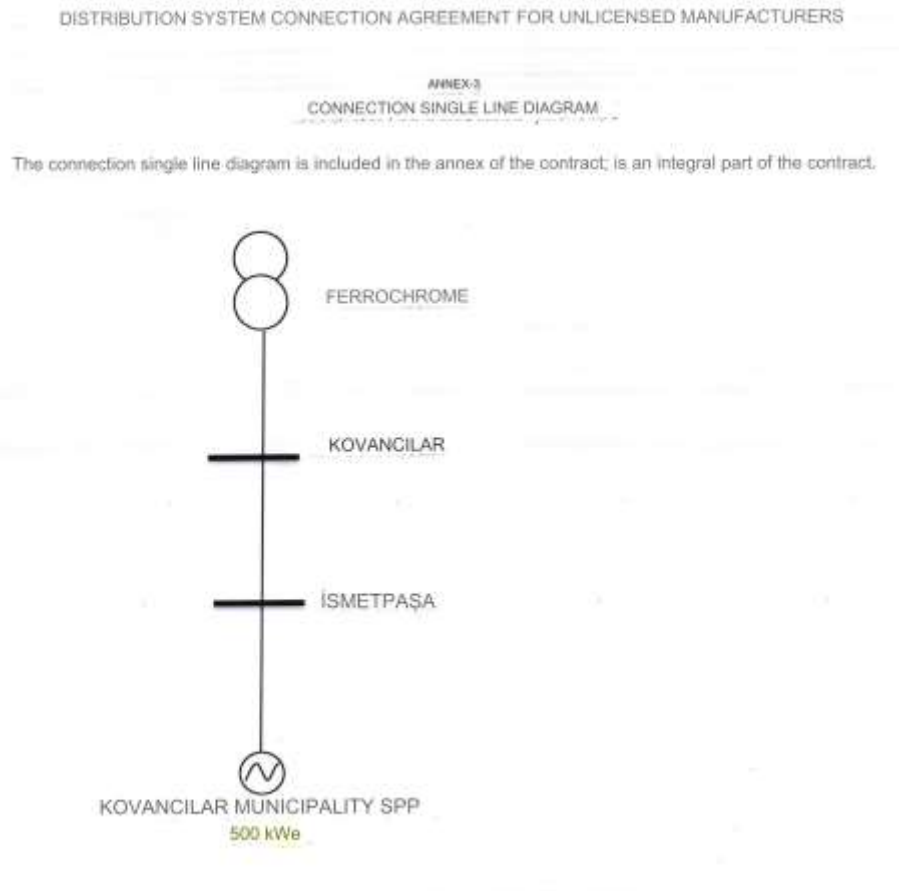 DISTRIBUTION SYSTEM CONNECTION AGREEMENT FOR UNLICENSED MANUFACTURERS
ANNEX-3
CONNECTION SINGLE LINE DIAGRAM
The connection single line diagram is included in the annex of the contract; is an integral part of the contract.
FERROCHROME
KOVANCILAR
İSMETPAŞA
KOVANCILAR MUNICIPALITY SPP
500 kWe